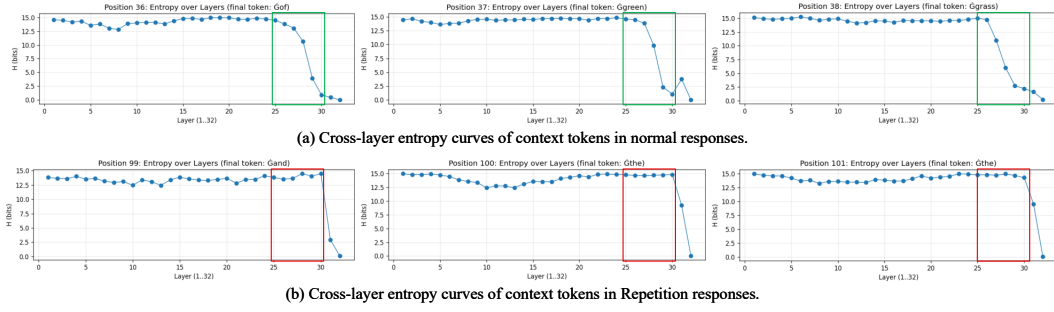 Position 36: Entropy over Layers (final token: Ġof)
15.0
12.5
10.0
7.5
5.0
2.5
0.0
H (bits)
0 5 10 15 20 25 30
Layer (1..32)
Position 37: Entropy over Layers (final token: Ġgreen)
15.0
12.5
10.0
7.5
5.0
2.5
0.0
H (bits)
0 5 10 15 20 25 30
Layer (1..32)
Position 38: Entropy over Layers (final token: Ġgrass)
15.0
12.5
10.0
7.5
5.0
2.5
0.0
H (bits)
0 5 10 15 20 25 30
Layer (1..32)
(a) Cross-layer entropy curves of context tokens in normal responses.
Position 99: Entropy over Layers (final token: Ġand)
15.0
12.5
10.0
7.5
5.0
2.5
0.0
H (bits)
0 5 10 15 20 25 30
Layer (1..32)
Position 100: Entropy over Layers (final token: Ġthe)
15.0
12.5
10.0
7.5
5.0
2.5
0.0
H (bits)
0 5 10 15 20 25 30
Layer (1..32)
Position 101: Entropy over Layers (final token: Ġthe)
15.0
12.5
10.0
7.5
5.0
2.5
0.0
H (bits)
0 5 10 15 20 25 30
Layer (1..32)
(b) Cross-layer entropy curves of context tokens in Repetition responses.